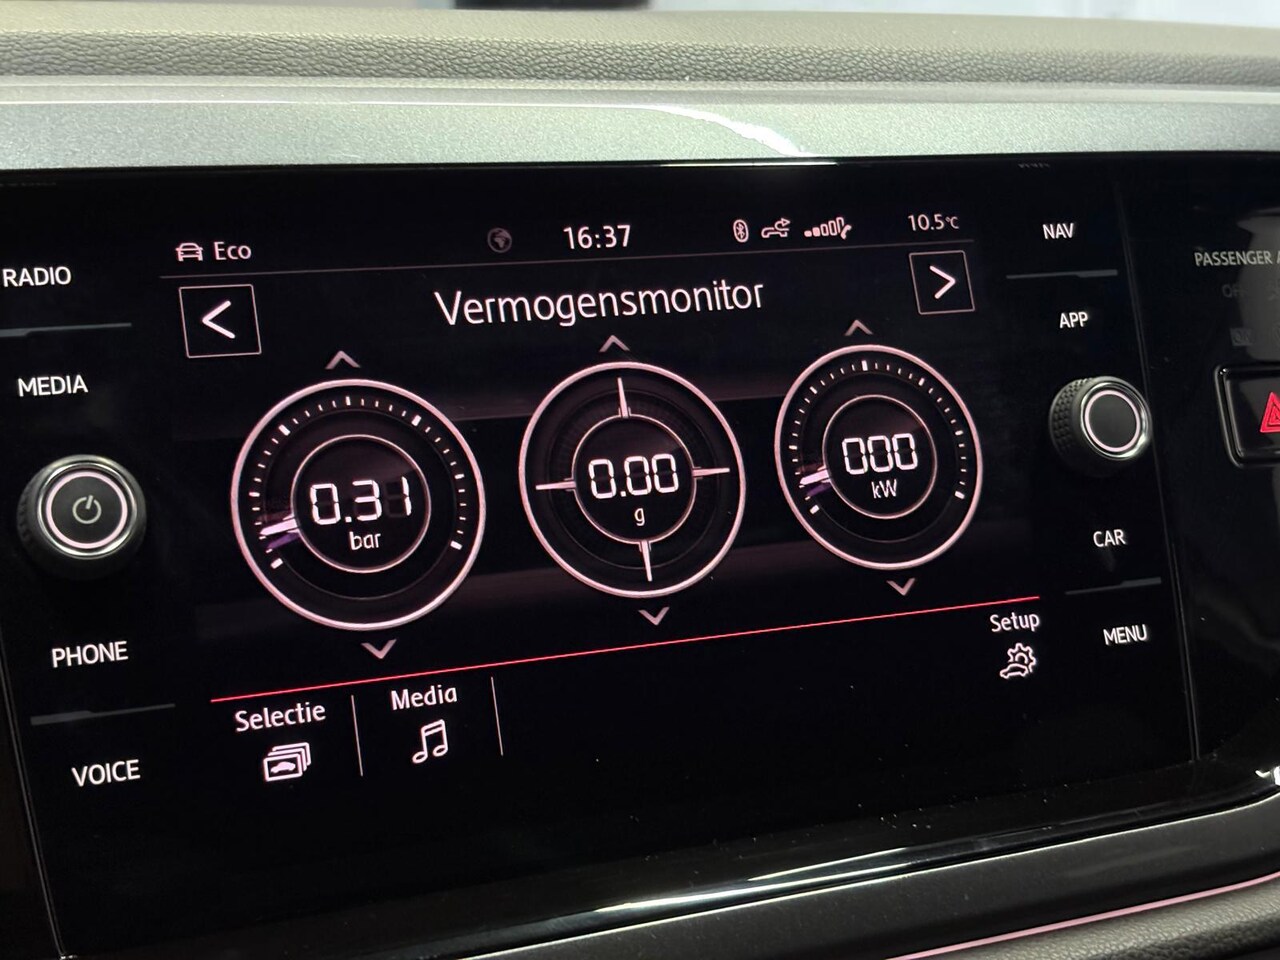 Eco
16:37
10.5°C
NAV
PASSENGER
RADIO
<
Vermogensmonitor
>
APP
MEDIA
0.31
bar
0.00
g
000
kW
CAR
PHONE
Setup
MENU
Selectie
Media
VOICE